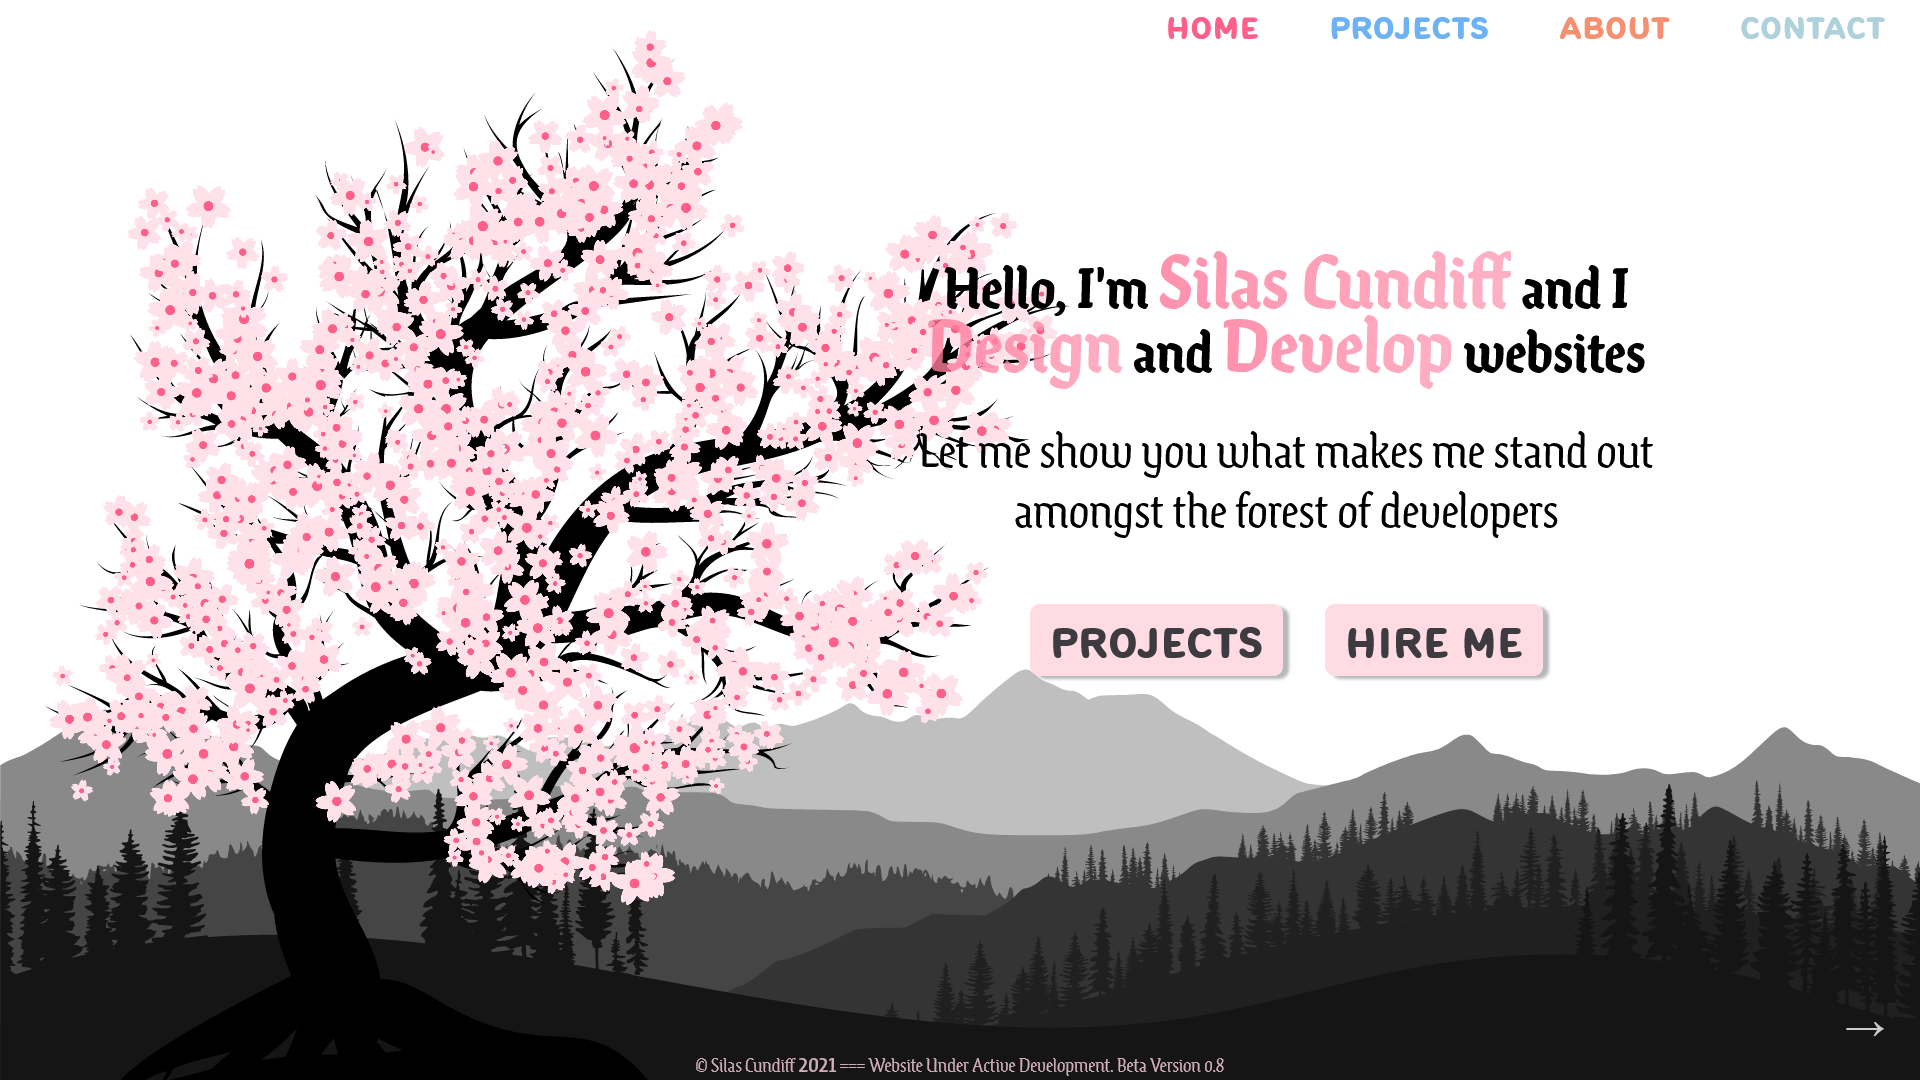 HOME PROJECTS ABOUT CONTACT
Hello, I'm Silas Cundiff and I
Design and Develop websites
Let me show you what makes me stand out
amongst the forest of developers
PROJECTS HIRE ME
→
© Silas Cundiff 2021 === Website Under Active Development. Beta Version 0.8